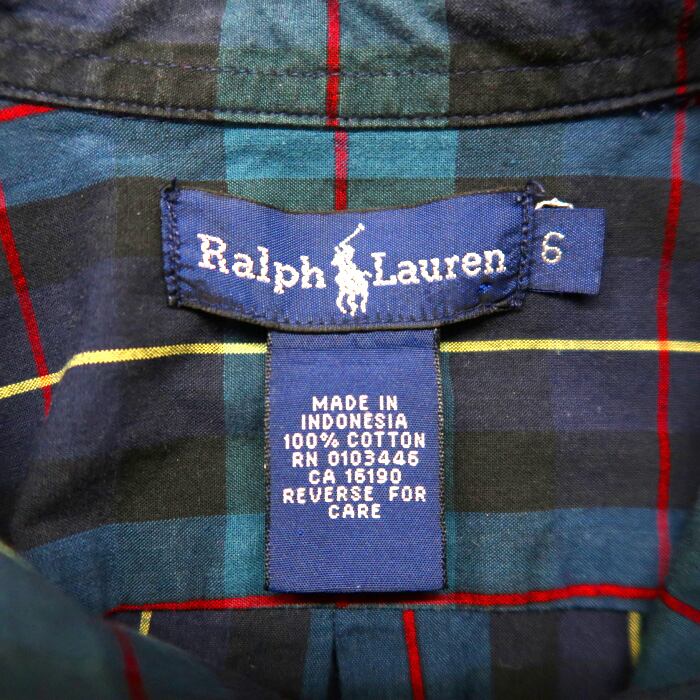 Ralph Lauren
6
MADE IN
INDONESIA
100% COTTON
RN 0103446
CA 16190
REVERSE FOR
CARE